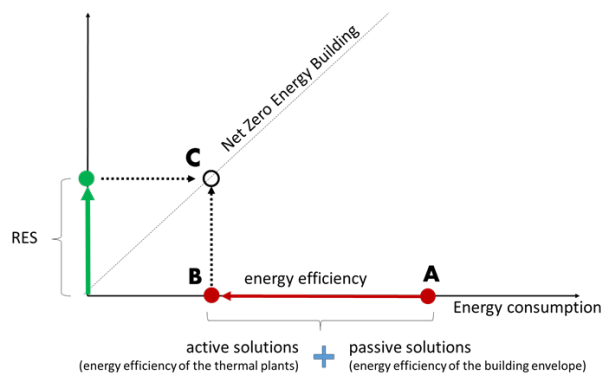 Net Zero Energy Building
C
RES
B
energy efficiency
A
Energy consumption
active solutions + passive solutions
(energy efficiency of the thermal plants) (energy efficiency of the building envelope)